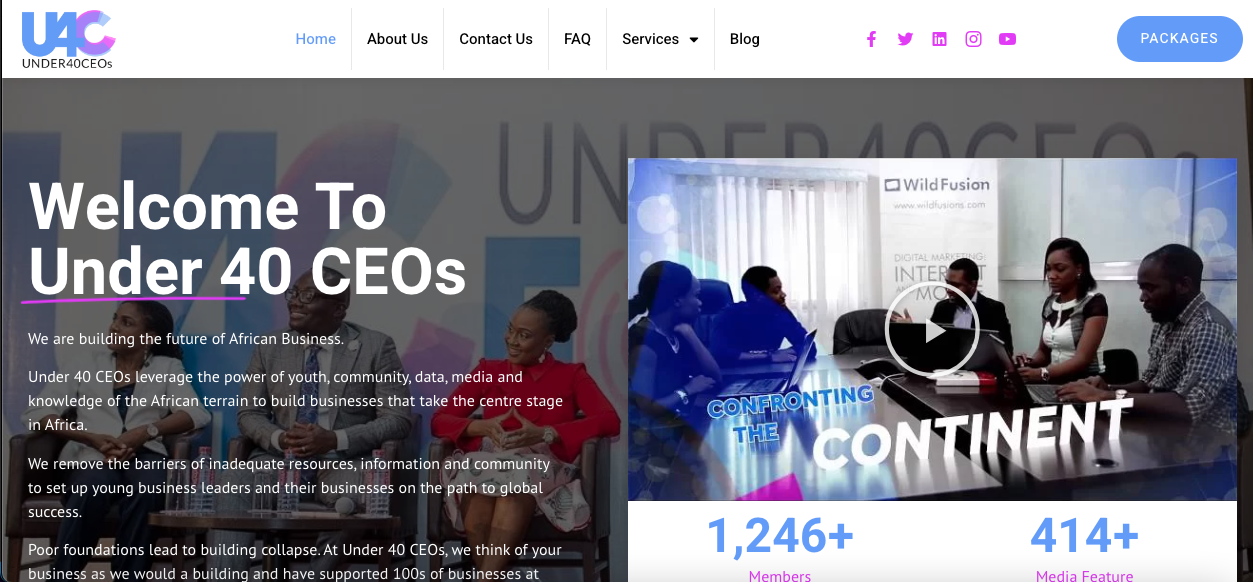 U4C
UNDER40CEOs
Home
About Us
Contact Us
FAQ
Services
Blog
PACKAGES
UNDER40CEOs
Welcome To
Under 40 CEOs
We are building the future of African Business.
Under 40 CEOs leverage the power of youth, community, data, media and
knowledge of the African terrain to build businesses that take the centre stage
in Africa.
We remove the barriers of inadequate resources, information and community
to set up young business leaders and their businesses on the path to global
success.
Poor foundations lead to building collapse. At Under 40 CEOs, we think of your
business as we would a building and have supported 100s of businesses at
WildFusion
www.wildfusions.com
DIGITAL MARKETING:
CONFRONTING
THE
CONTINENT
1,246+
Members
414+
Media Feature